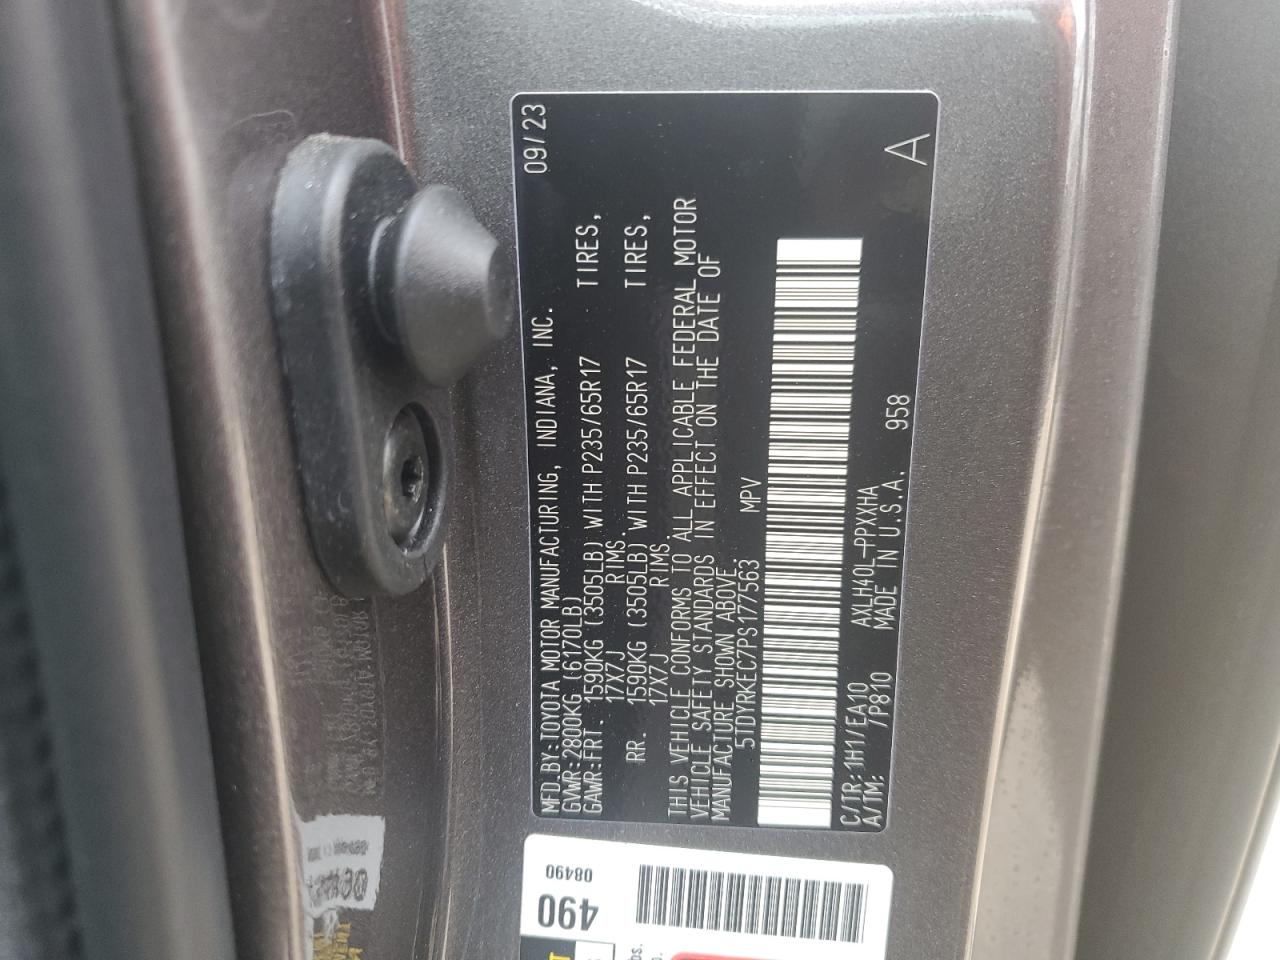 MFD.BY:TOYOTA MOTOR MANUFACTURING, INDIANA, INC. 09/23
GVWR:2800KG (6170LB)
GAWR:FRT. 1590KG (3505LB) WITH P235/65R17 TIRES,
17X7J RIMS.
RR. 1590KG (3505LB) WITH P235/65R17 TIRES,
17X7J RIMS.
THIS VEHICLE CONFORMS TO ALL APPLICABLE FEDERAL MOTOR
VEHICLE SAFETY STANDARDS IN EFFECT ON THE DATE OF
MANUFACTURE SHOWN ABOVE.
5TDYRKEC7PS177563 MPV
C/TR:1H1/EA10 AXLH40L-PPXXHA
A/TM: /P810 MADE IN U.S.A. 958 A
08490
490